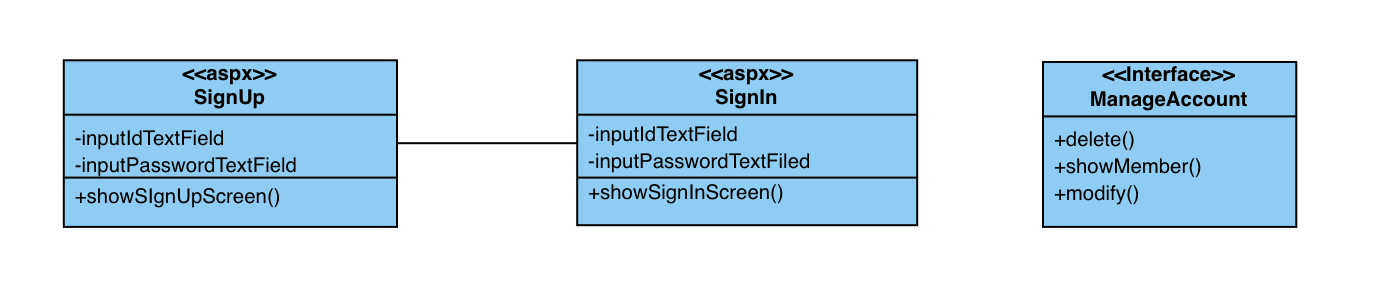 <<aspx>>
SignUp
-inputIdTextField
-inputPasswordTextField
+showSIgnUpScreen()
<<aspx>>
SignIn
-inputIdTextField
-inputPasswordTextFiled
+showSignInScreen()
<<Interface>>
ManageAccount
+delete()
+showMember()
+modify()